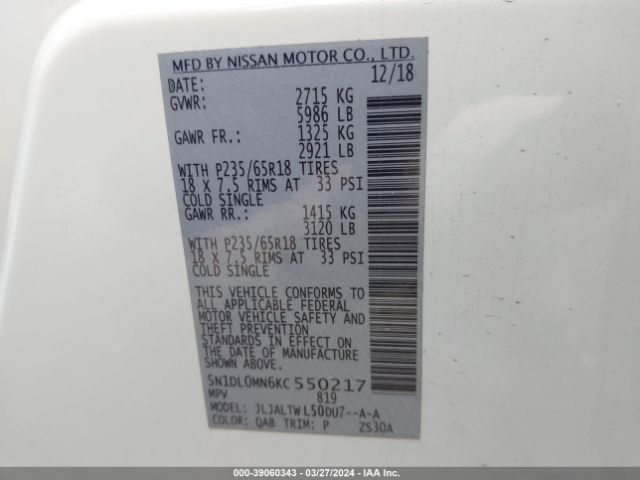 MFD BY NISSAN MOTOR CO., LTD.
DATE: 12/18
GVWR: 2715 KG
5986 LB
GAWR FR.: 1325 KG
2921 LB
WITH P235/65R18 TIRES
18 X 7.5 RIMS AT 33 PSI
COLD SINGLE
GAWR RR.: 1415 KG
3120 LB
WITH P235/65R18 TIRES
18 X 7.5 RIMS AT 33 PSI
COLD SINGLE
THIS VEHICLE CONFORMS TO
ALL APPLICABLE FEDERAL
MOTOR VEHICLE SAFETY AND
THEFT PREVENTION
STANDARDS IN EFFECT ON
THE DATE OF MANUFACTURE
SHOWN ABOVE.
5N1DL0MN6KC550217
MPV 819
MODEL: JLJALTWL50DU7--A-A
COLOR: QAB TRIM: P ZS30A
000-39060343 - 03/27/2024 - IAAI.COM